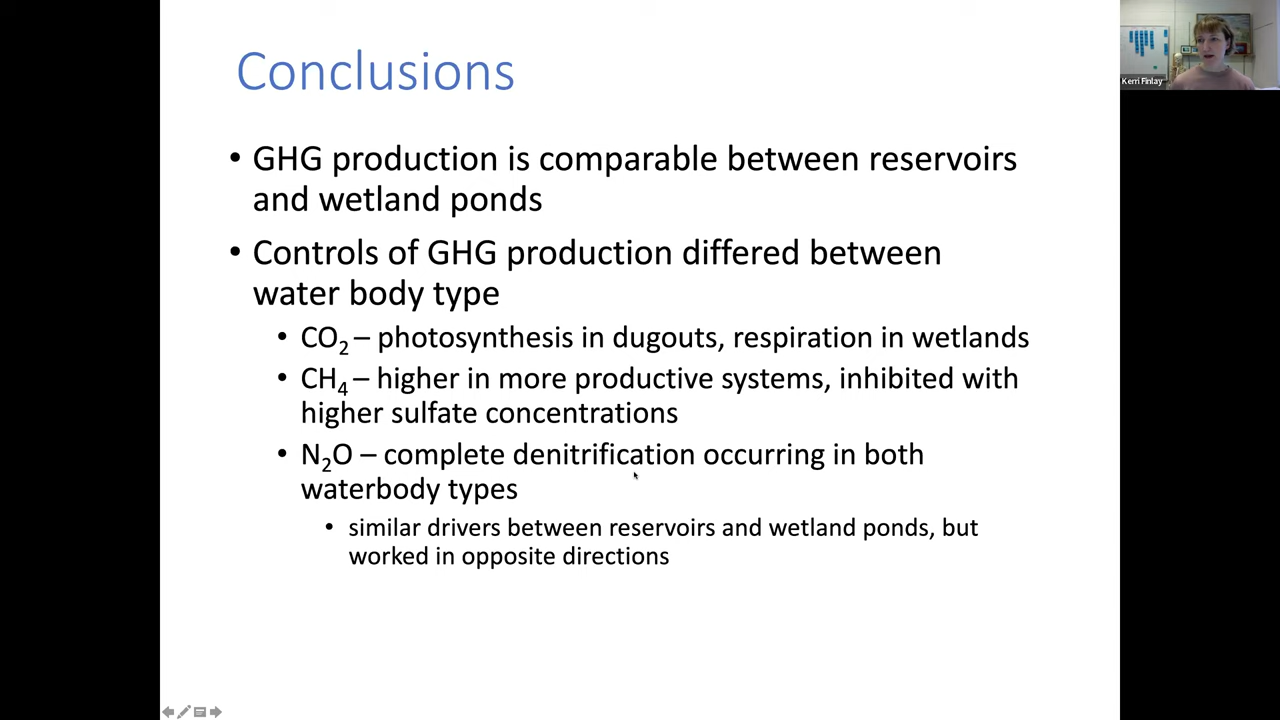 Conclusions
Kerri Finlay
• GHG production is comparable between reservoirs
and wetland ponds
• Controls of GHG production differed between
water body type
• CO₂ – photosynthesis in dugouts, respiration in wetlands
• CH₄ – higher in more productive systems, inhibited with
higher sulfate concentrations
• N₂O – complete denitrification occurring in both
waterbody types
• similar drivers between reservoirs and wetland ponds, but
worked in opposite directions